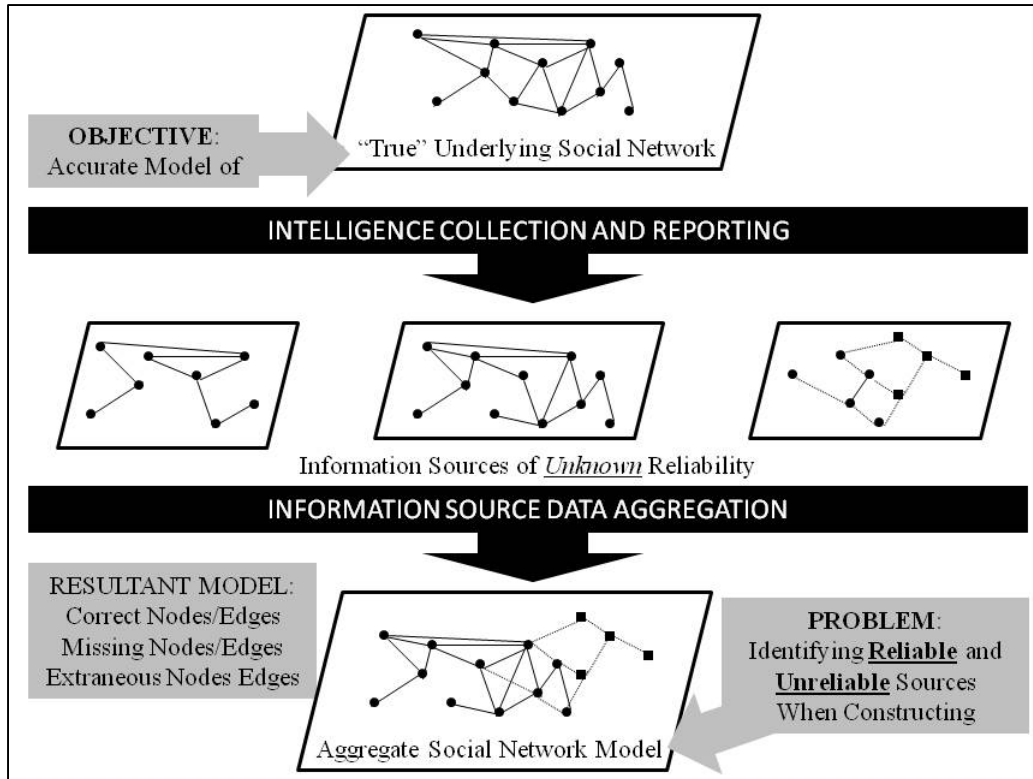 OBJECTIVE:
Accurate Model of
“True” Underlying Social Network
INTELLIGENCE COLLECTION AND REPORTING
Information Sources of Unknown Reliability
INFORMATION SOURCE DATA AGGREGATION
RESULTANT MODEL:
Correct Nodes/Edges
Missing Nodes/Edges
Extraneous Nodes Edges
PROBLEM:
Identifying Reliable and
Unreliable Sources
When Constructing
Aggregate Social Network Model